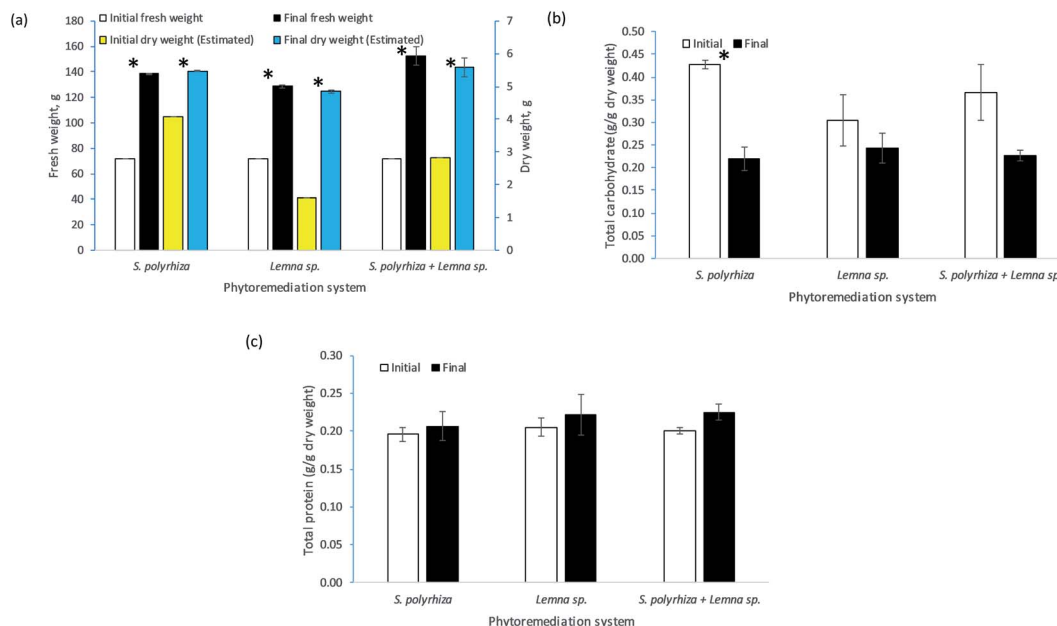 (a)
Initial fresh weight
Final fresh weight
Initial dry weight (Estimated)
Final dry weight (Estimated)
180
160
140
120
100
80
60
40
20
0
Fresh weight, g
7
6
5
4
3
2
1
0
Dry weight, g
* * * * * *
S. polyrhiza Lemna sp. S. polyrhiza + Lemna sp.
Phytoremediation system
(b)
Initial Final
0.50
0.45
0.40
0.35
0.30
0.25
0.20
0.15
0.10
0.05
0.00
Total carbohydrate (g/g dry weight)
*
S. polyrhiza Lemna sp. S. polyrhiza + Lemna sp.
Phytoremediation system
(c)
Initial Final
0.30
0.25
0.20
0.15
0.10
0.05
0.00
Total protein (g/g dry weight)
S. polyrhiza Lemna sp. S. polyrhiza + Lemna sp.
Phytoremediation system